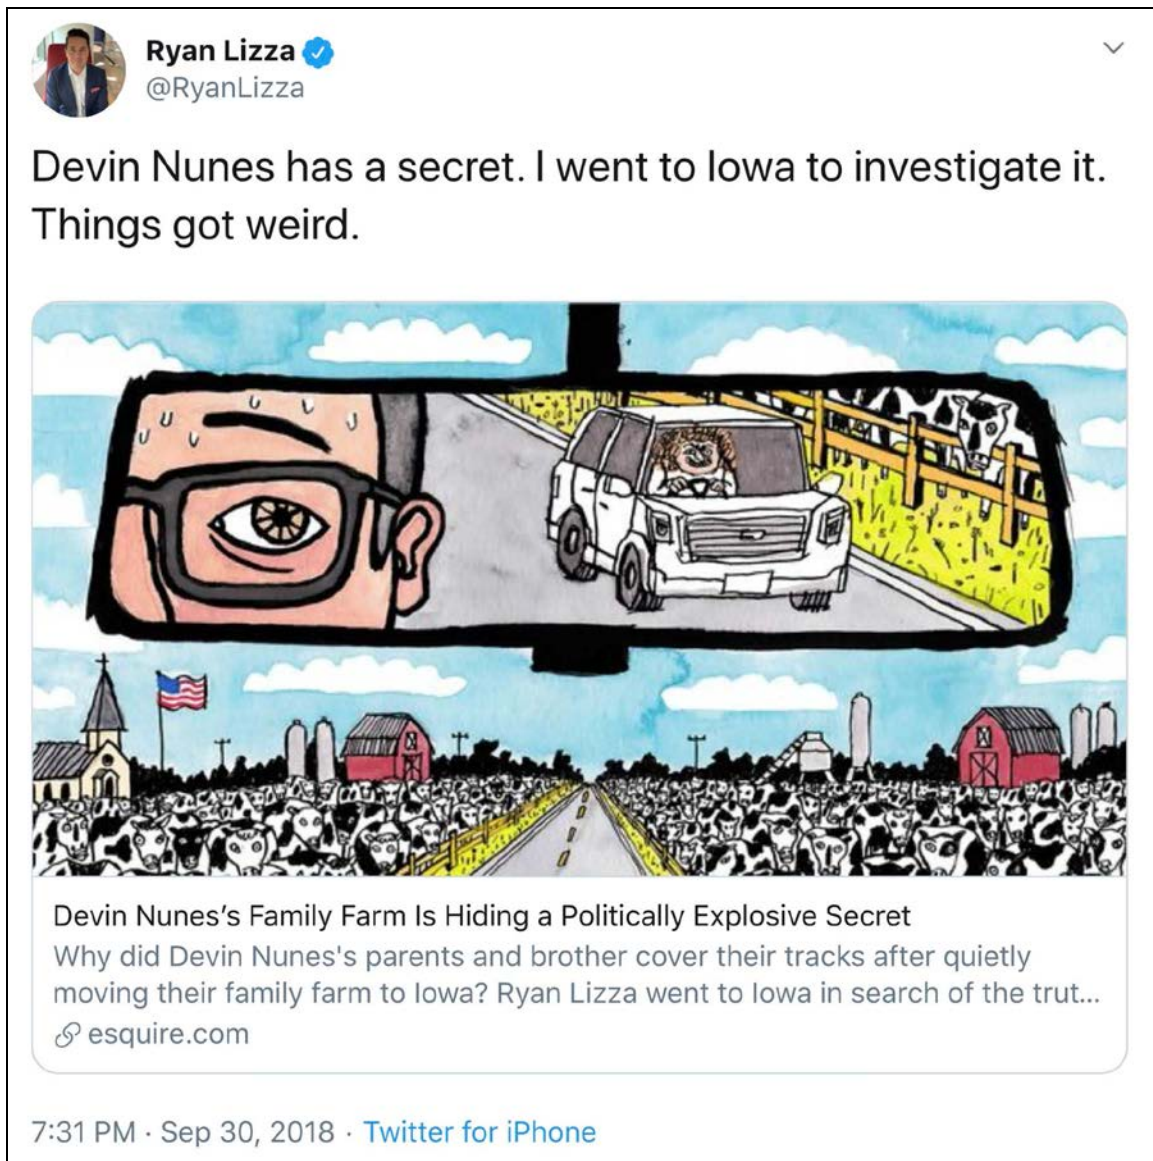 Ryan Lizza
@RyanLizza
Devin Nunes has a secret. I went to Iowa to investigate it.
Things got weird.
Devin Nunes's Family Farm Is Hiding a Politically Explosive Secret
Why did Devin Nunes's parents and brother cover their tracks after quietly
moving their family farm to Iowa? Ryan Lizza went to Iowa in search of the trut...
esquire.com
7:31 PM · Sep 30, 2018 · Twitter for iPhone